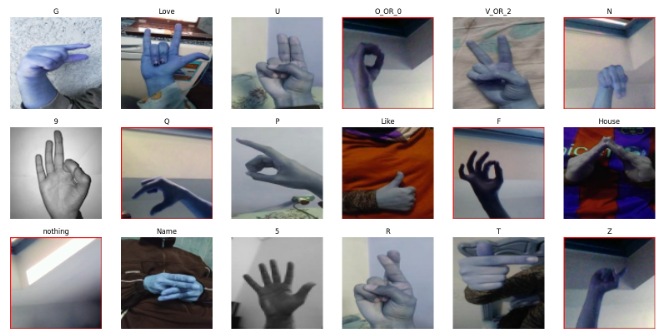 G Love U O_OR_0 V_OR_2 N
9 Q P Like F House
nothing Name 5 R T Z